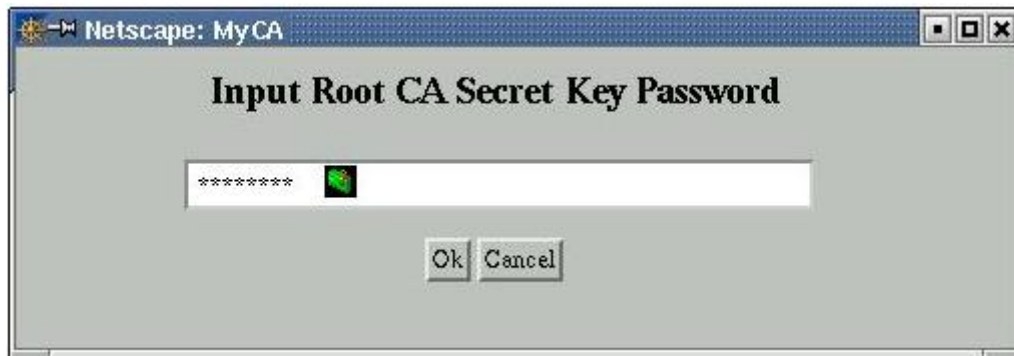 Netscape: MyCA
Input Root CA Secret Key Password
********
Ok Cancel